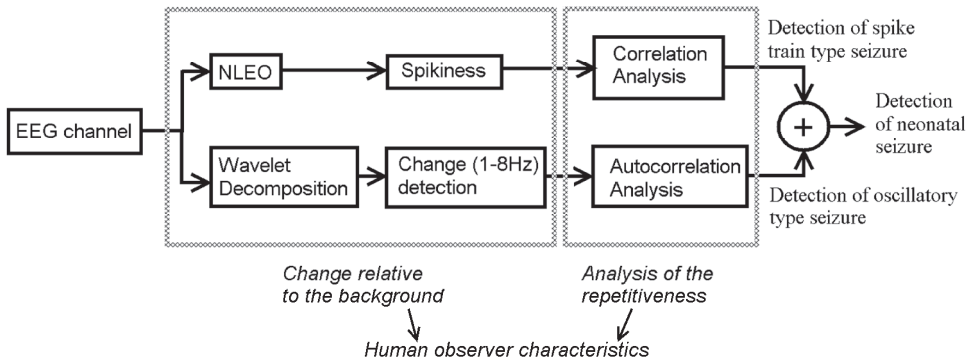 EEG channel
NLEO
Spikiness
Wavelet
Decomposition
Change (1-8Hz)
detection
Correlation
Analysis
Autocorrelation
Analysis
Detection of spike
train type seizure
+
Detection
of neonatal
seizure
Detection of oscillatory
type seizure
Change relative
to the background
Analysis of the
repetitiveness
Human observer characteristics